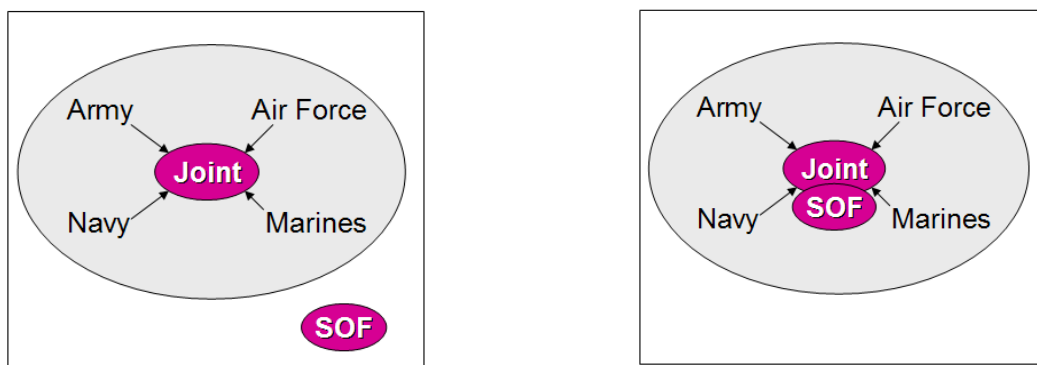 Army Air Force
Joint
Navy Marines
SOF
Army Air Force
Joint
SOF
Navy Marines